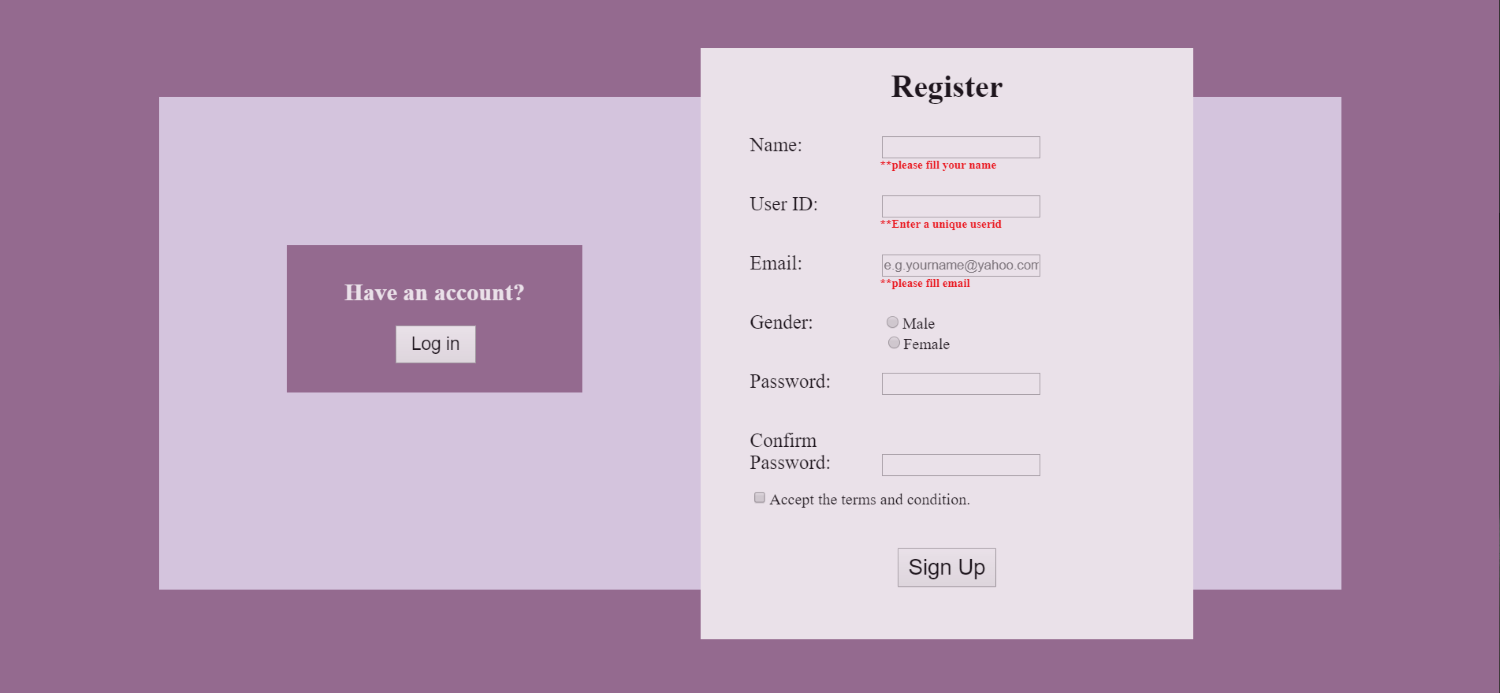 Have an account?
Log in
Register
Name:
**please fill your name
User ID:
**Enter a unique userid
Email:
e.g.yourname@yahoo.com
**please fill email
Gender:
Male
Female
Password:
Confirm
Password:
Accept the terms and condition.
Sign Up